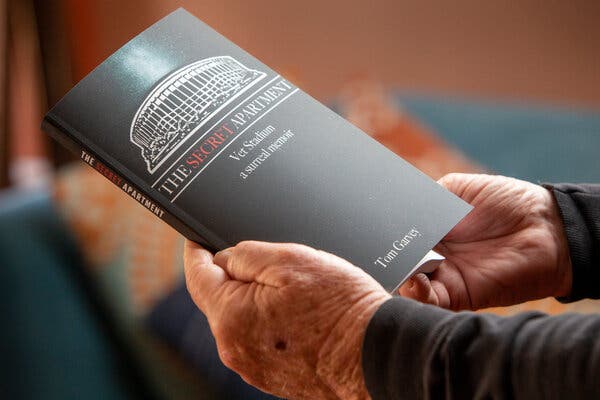 THE SECRET APARTMENT
Vet Stadium
a surreal memoir
Tom Garvey
THE SECRET APARTMENT